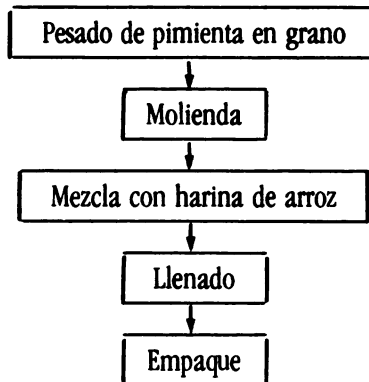 Pesado de pimienta en grano
Molienda
Mezcla con harina de arroz
Llenado
Empaque